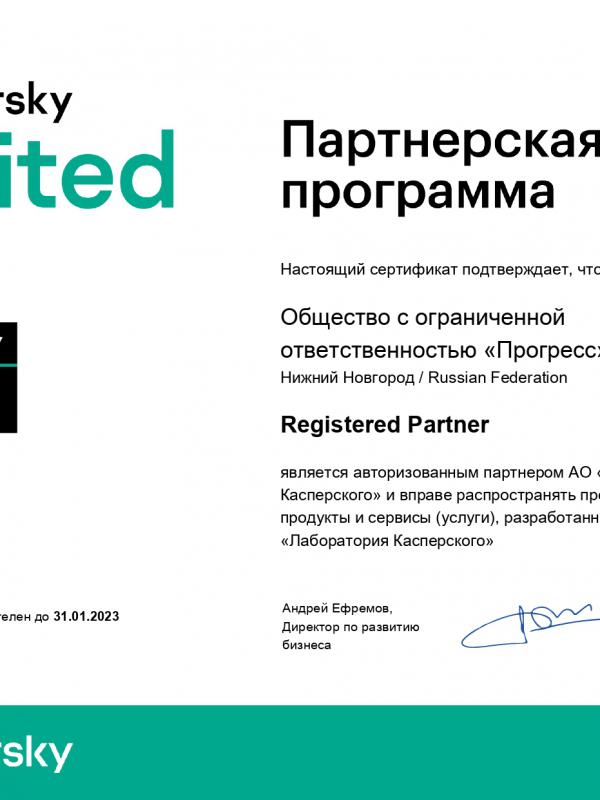 rsky
ited
Партнерская
программа
Настоящий сертификат подтверждает, что
Общество с ограниченной
ответственностью «Прогресс»
Нижний Новгород / Russian Federation
Registered Partner
является авторизованным партнером АО «
Касперского» и вправе распространять про
продукты и сервисы (услуги), разработанн
«Лаборатория Касперского»
телен до 31.01.2023
Андрей Ефремов,
Директор по развитию
бизнеса
rsky